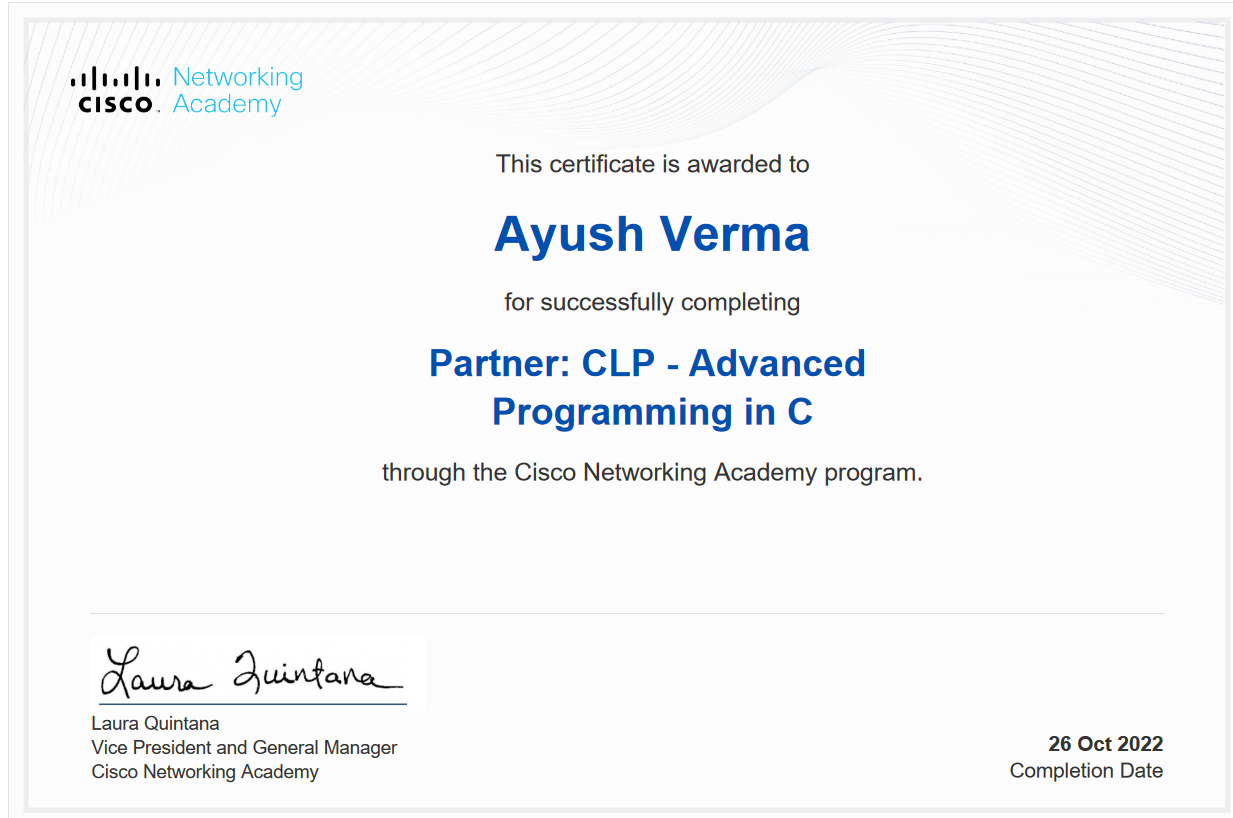 CISCO
Networking
Academy
This certificate is awarded to
Ayush Verma
for successfully completing
Partner: CLP - Advanced
Programming in C
through the Cisco Networking Academy program.
Laura Quintana
Laura Quintana
Vice President and General Manager
Cisco Networking Academy
26 Oct 2022
Completion Date